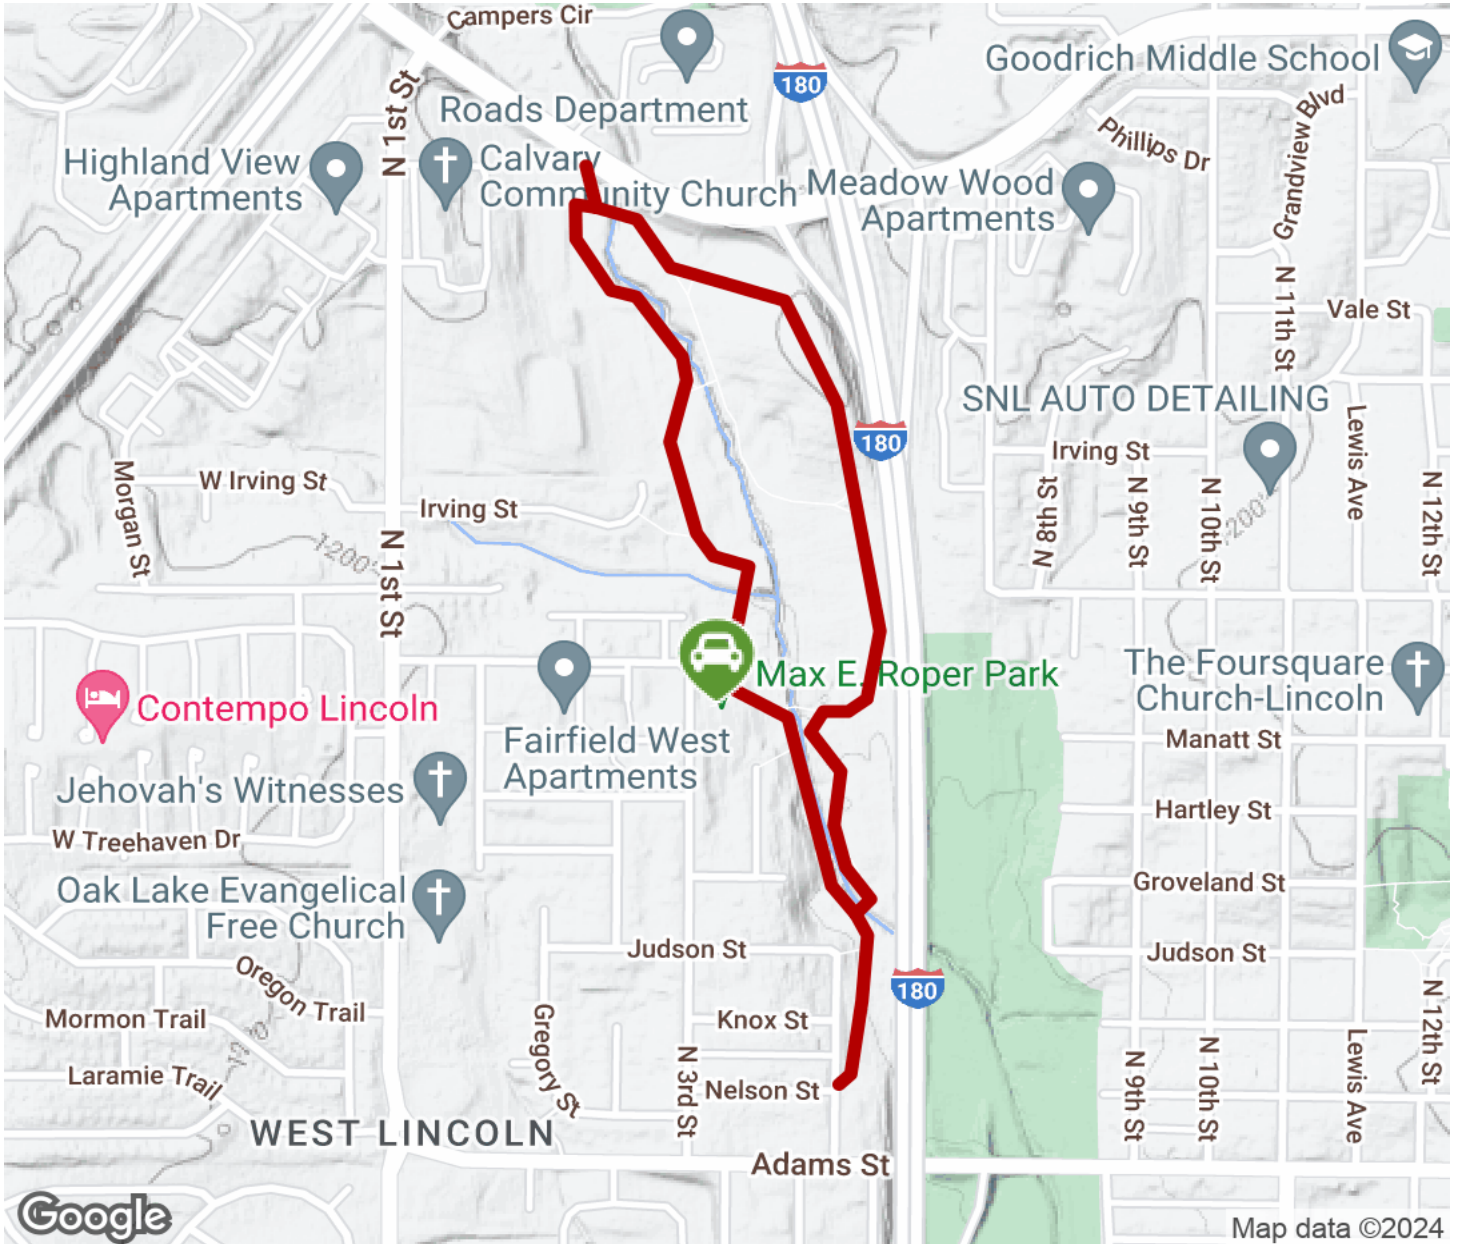 Campers Cir
180
Goodrich Middle School
Roads Department
N 1st St
Grandview Blvd
Phillips Dr
Highland View
Apartments
Calvary
Community Church
Meadow Wood
Apartments
N 11th St
Vale St
SNL AUTO DETAILING
180
Irving St
Lewis Ave
W Irving St
Morgan St
Irving St
N 8th St
N 9th St
N 10th St
1200'
N 12th St
1200'
N 1st St
Max E. Roper Park
The Foursquare
Church-Lincoln
Contempo Lincoln
Fairfield West
Apartments
Manatt St
Jehovah's Witnesses
Hartley St
W Treehaven Dr
Oak Lake Evangelical
Free Church
Groveland St
Judson St
Judson St
Oregon Trail
180
Mormon Trail
Gregory St
Knox St
N 12th St
Laramie Trail
N 3rd St
Nelson St
N 9th St
N 10th St
Lewis Ave
WEST LINCOLN
Adams St
Google
Map data ©2024